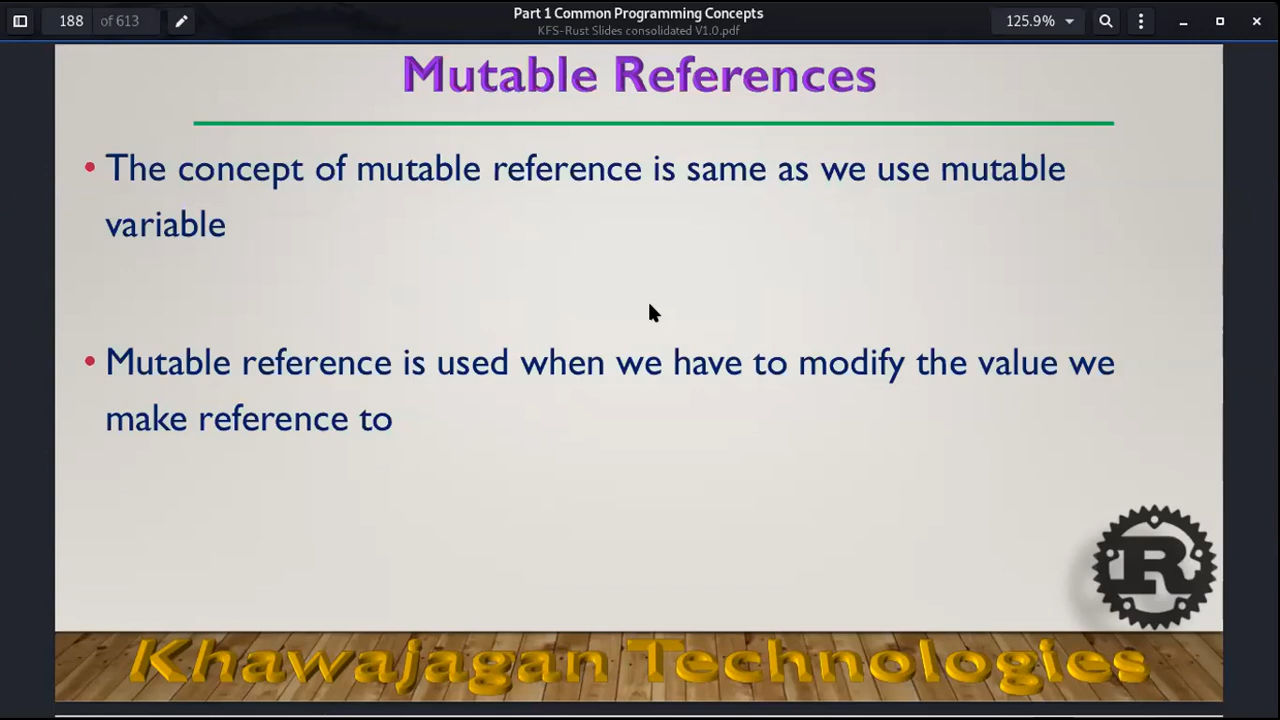 188 of 613
Part 1 Common Programming Concepts
KFS-Rust Slides consolidated V1.0.pdf
125.9%
Mutable References
• The concept of mutable reference is same as we use mutable
variable
• Mutable reference is used when we have to modify the value we
make reference to
R
Khawajagan Technologies